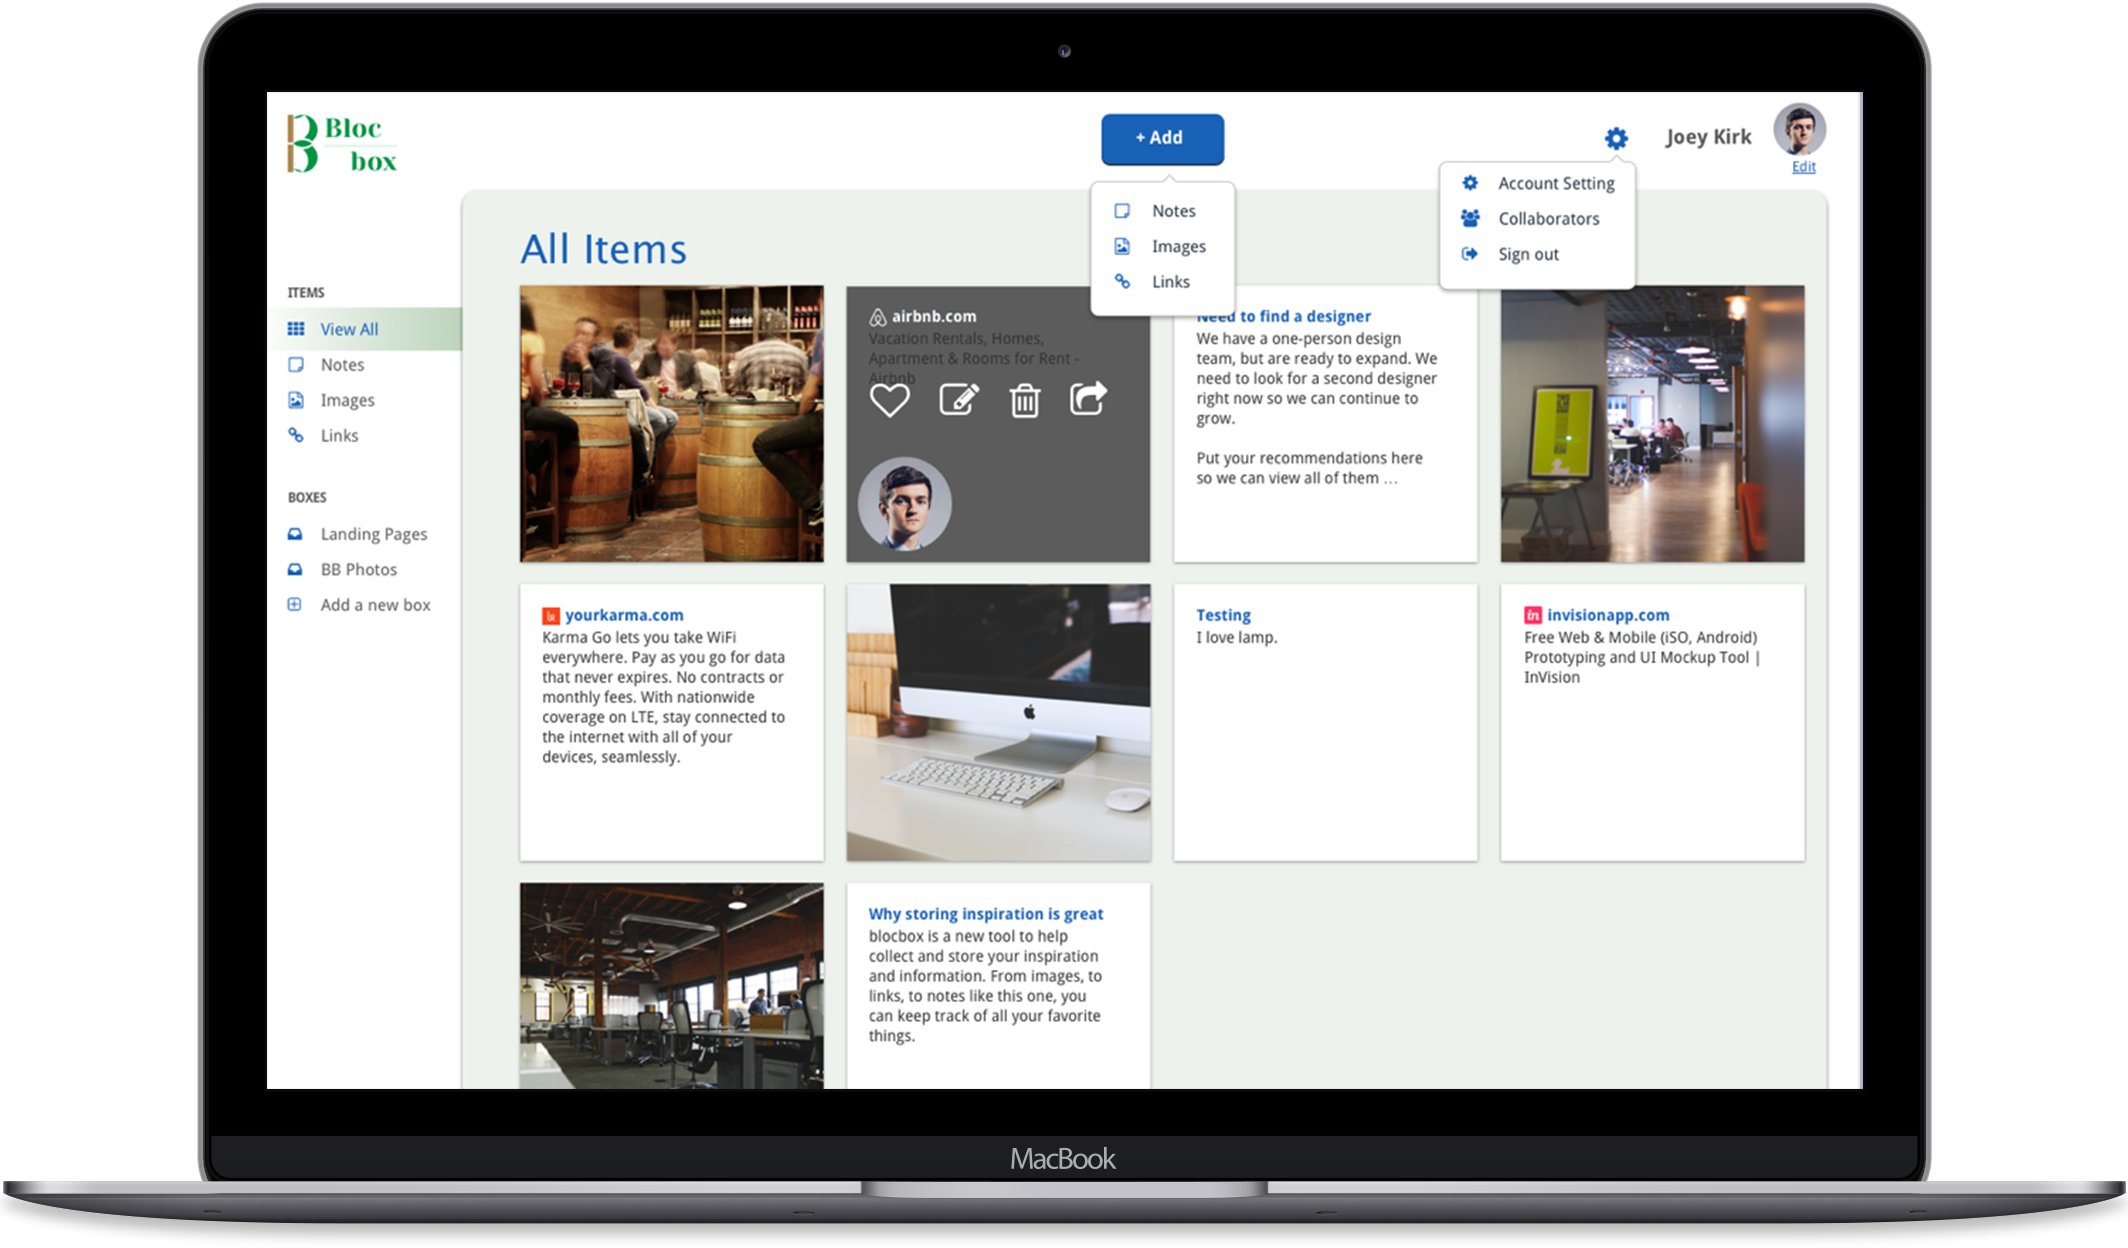 Bloc
box
+ Add
Joey Kirk
Edit
Notes
Images
Links
Account Setting
Collaborators
Sign out
All Items
ITEMS
View All
Notes
Images
Links
BOXES
Landing Pages
BB Photos
Add a new box
airbnb.com
Vacation Rentals, Homes,
Apartment & Rooms for Rent -
Airbnb
Need to find a designer
We have a one-person design
team, but are ready to expand. We
need to look for a second designer
right now so we can continue to
grow.
Put your recommendations here
so we can view all of them …
yourkarma.com
Karma Go lets you take WiFi
everywhere. Pay as you go for data
that never expires. No contracts or
monthly fees. With nationwide
coverage on LTE, stay connected to
the internet with all of your
devices, seamlessly.
Testing
I love lamp.
in invisionapp.com
Free Web & Mobile (iSO, Android)
Prototyping and UI Mockup Tool |
InVision
Why storing inspiration is great
blocbox is a new tool to help
collect and store your inspiration
and information. From images, to
links, to notes like this one, you
can keep track of all your favorite
things.
MacBook